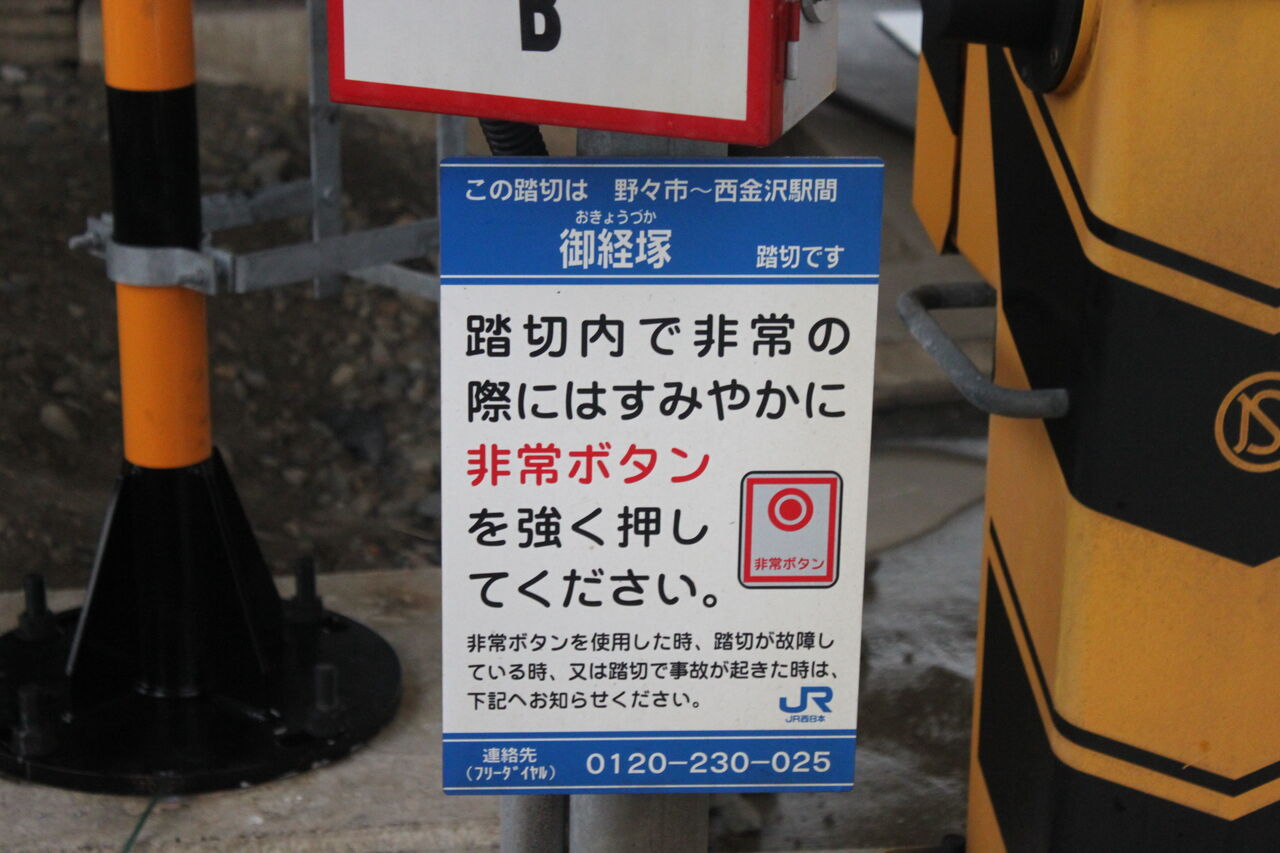 B
この踏切は 野々市～西金沢駅間
おきょうづか
御経塚 踏切です
踏切内で非常の
際にはすみやかに
非常ボタン
を強く押し
てください。
非常ボタン
非常ボタンを使用した時、踏切が故障し
ている時、又は踏切で事故が起きた時は、
下記へお知らせください。
JR
JR西日本
連絡先
(ﾌﾘｰﾀﾞｲﾔﾙ) 0120-230-025